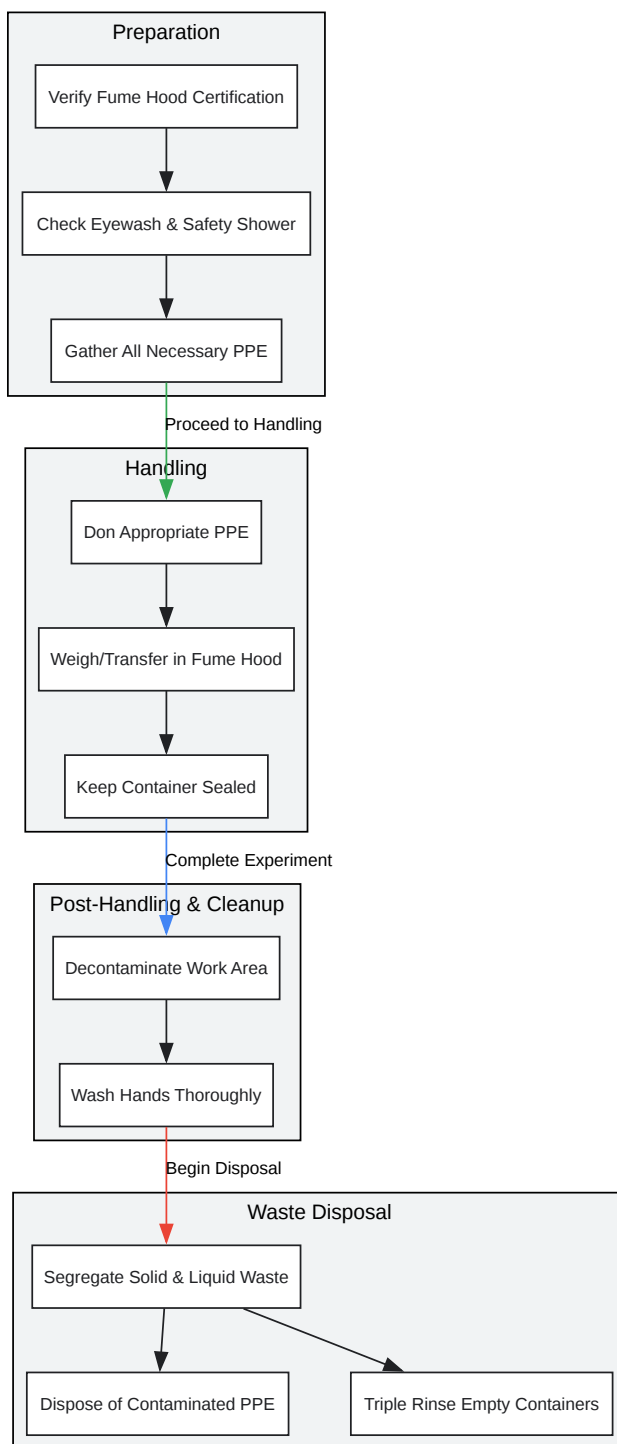 Preparation
Verify Fume Hood Certification
Check Eyewash & Safety Shower
Gather All Necessary PPE
Proceed to Handling
Handling
Don Appropriate PPE
Weigh/Transfer in Fume Hood
Keep Container Sealed
Complete Experiment
Post-Handling & Cleanup
Decontaminate Work Area
Wash Hands Thoroughly
Begin Disposal
Waste Disposal
Segregate Solid & Liquid Waste
Dispose of Contaminated PPE
Triple Rinse Empty Containers